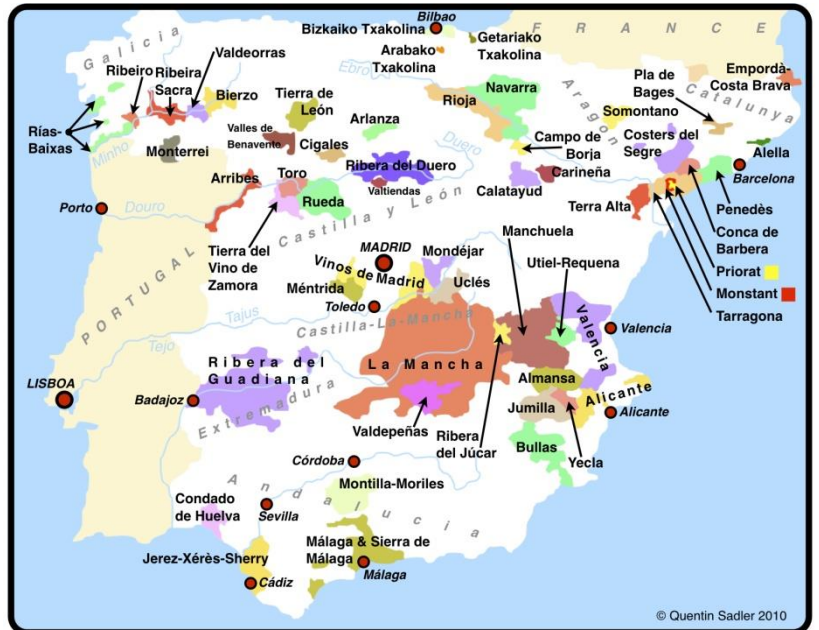 Bilbao
Bizkaiko Txakolina
Getariako
Txakolina
Arabako
Txakolina
F R A N C E
Galicia
Valdeorras
Ribeiro
Ribeira
Sacra
Bierzo
Tierra de
León
Ebro
Navarra
Rioja
Aragon
Pla de
Bages
Empordà-
Costa Brava
Catalunya
Somontano
Costers del
Segre
Rías-
Baixas
Minho
Monterrei
Valles de
Benavente
Cigales
Arlanza
Duero
Campo de
Borja
Cariñena
Calatayud
Alella
Barcelona
Arribes
Toro
Ribera del Duero
Valtiendas
Rueda
Terra Alta
Penedès
Conca de
Barbera
Priorat
Monstant
Tarragona
Porto
Douro
Castilla y León
Tierra del
Vino de
Zamora
MADRID
Mondéjar
Manchuela
Utiel-Requena
Vinos de Madrid
Uclés
Méntrida
Toledo
PORTUGAL
Tajus
Tejo
Castilla-La-Mancha
Valencia
Valencia
Ribera del
Guadiana
La Mancha
LISBOA
Badajoz
Extremadura
Almansa
Alicante
Alicante
Jumilla
Valdepeñas
Ribera
del Júcar
Bullas
Yecla
Córdoba
Andalucia
Montilla-Moriles
Condado
de Huelva
Sevilla
Jerez-Xérès-Sherry
Málaga & Sierra de
Málaga
Málaga
Cádiz
© Quentin Sadler 2010